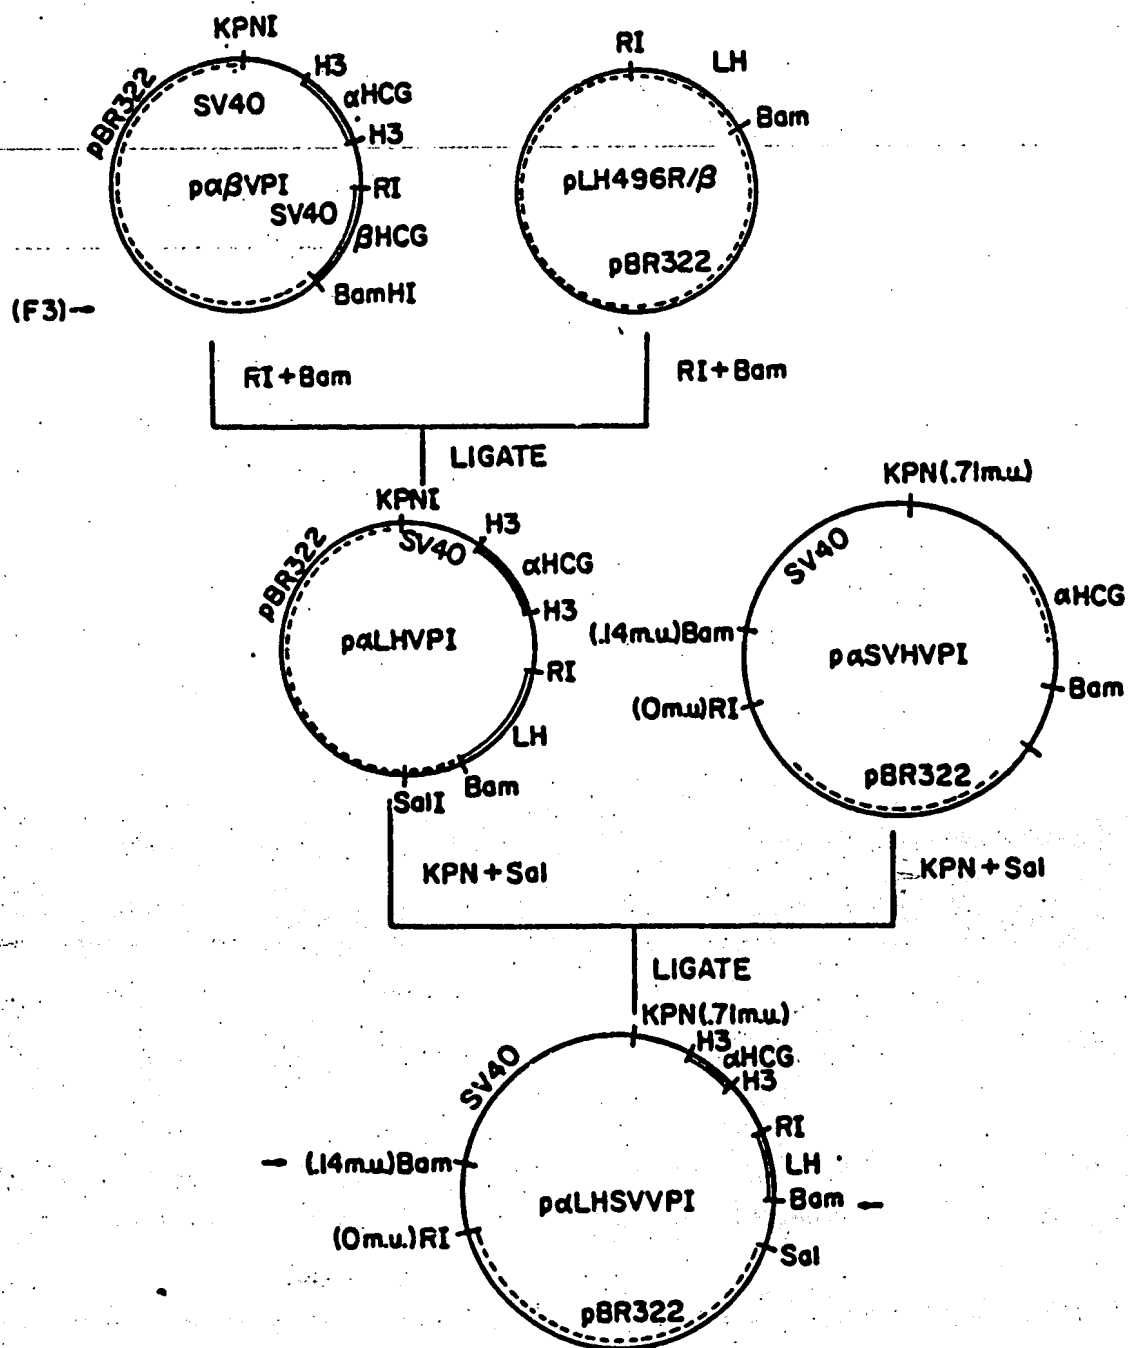 KPNI
H3
αHCG
H3
pBR322
SV40
pαβVPI
RI
SV40
βHCG
BamHI
(F3)
RI
LH
Bam
pLH496R/β
pBR322
RI+Bam
RI+Bam
LIGATE
KPNI
H3
SV40
αHCG
H3
pBR322
pαLHVPI
RI
LH
Bam
SalI
KPN(.71m.u.)
SV40
αHCG
(.14m.u.)Bam
pαSVHVPI
Bam
(0m.u)RI
pBR322
KPN+Sal
KPN+Sal
LIGATE
KPN(.71m.u.)
H3
αHCG
H3
SV40
RI
LH
(.14m.u.)Bam
Bam
pαLHSVVPI
(0m.u.)RI
Sal
pBR322